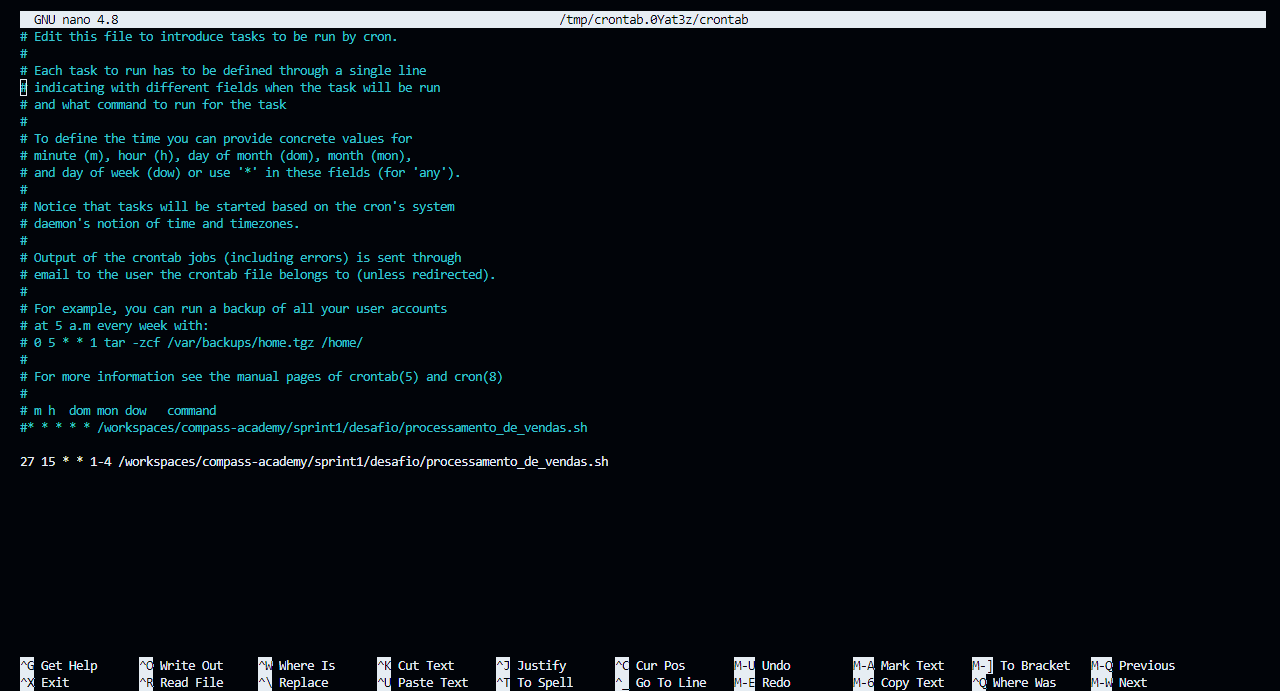 GNU nano 4.8 /tmp/crontab.0Yat3z/crontab
# Edit this file to introduce tasks to be run by cron.
#
# Each task to run has to be defined through a single line
# indicating with different fields when the task will be run
# and what command to run for the task
#
# To define the time you can provide concrete values for
# minute (m), hour (h), day of month (dom), month (mon),
# and day of week (dow) or use '*' in these fields (for 'any').
#
# Notice that tasks will be started based on the cron's system
# daemon's notion of time and timezones.
#
# Output of the crontab jobs (including errors) is sent through
# email to the user the crontab file belongs to (unless redirected).
#
# For example, you can run a backup of all your user accounts
# at 5 a.m every week with:
# 0 5 * * 1 tar -zcf /var/backups/home.tgz /home/
#
# For more information see the manual pages of crontab(5) and cron(8)
#
# m h  dom mon dow   command
#* * * * * /workspaces/compass-academy/sprint1/desafio/processamento_de_vendas.sh
27 15 * * 1-4 /workspaces/compass-academy/sprint1/desafio/processamento_de_vendas.sh
^G Get Help ^O Write Out ^W Where Is ^K Cut Text ^J Justify ^C Cur Pos M-U Undo M-A Mark Text M-] To Bracket M-Q Previous
^X Exit ^R Read File ^\ Replace ^U Paste Text ^T To Spell ^_ Go To Line M-E Redo M-6 Copy Text ^Q Where Was M-W Next